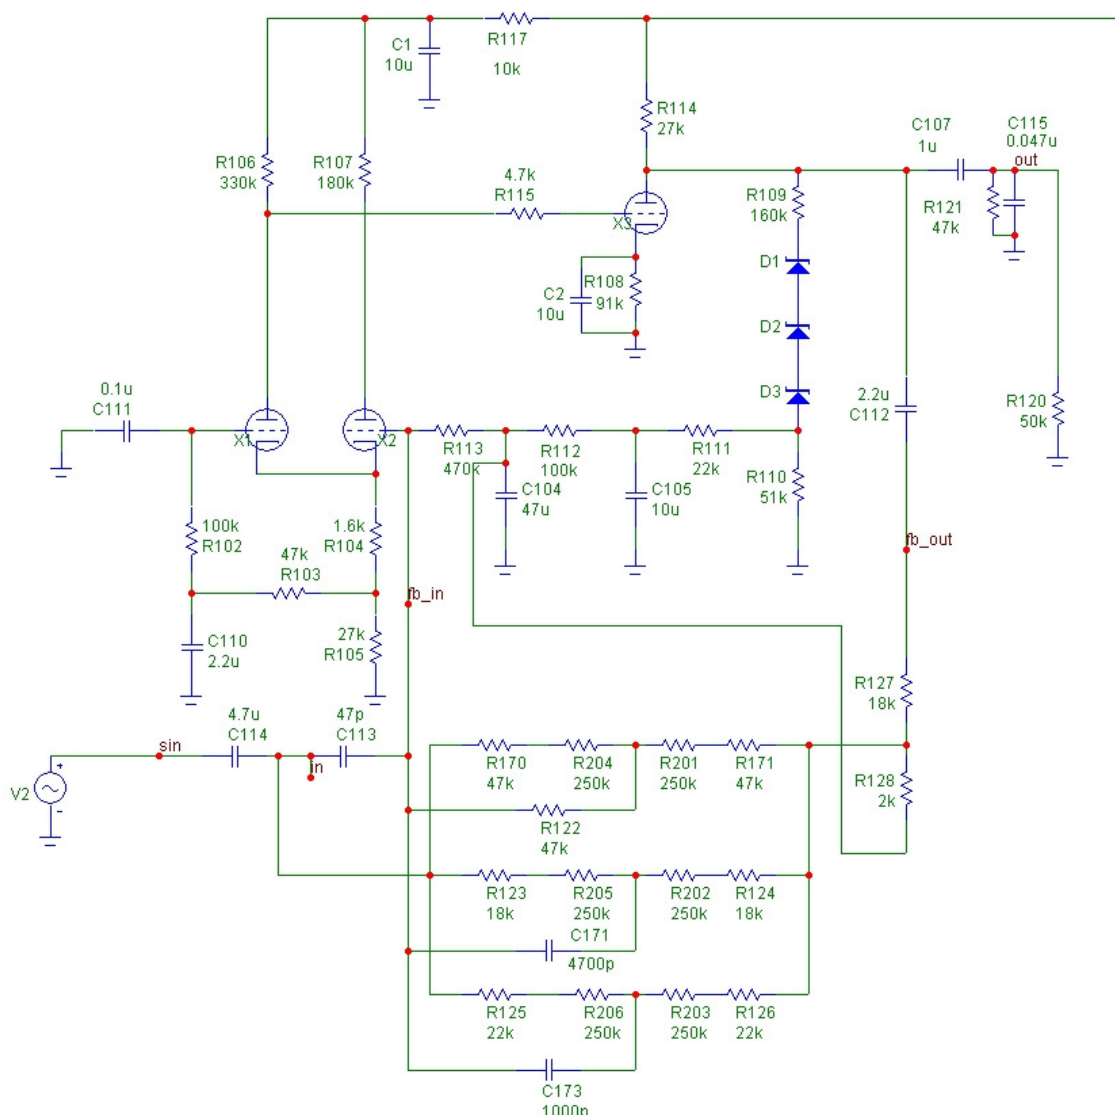 C1
10u
R117
10k
C2
10u
R114
27k
C107
1u
C115
0.047u
out
R106
330k
R107
180k
4.7k
R115
X3
R109
160k
R121
47k
D1
R108
91k
D2
D3
0.1u
C111
X1
X2
R113
470k
R112
100k
R111
22k
2.2u
C112
R120
50k
C104
47u
C105
10u
R110
51k
100k
R102
1.6k
R104
47k
R103
fb_out
fb_in
C110
2.2u
27k
R105
R127
18k
4.7u
C114
47p
C113
sin
in
V2
+
-
R170
47k
R204
250k
R201
250k
R171
47k
R128
2k
R122
47k
R123
18k
R205
250k
R202
250k
R124
18k
C171
4700p
R125
22k
R206
250k
R203
250k
R126
22k
C173
1000p